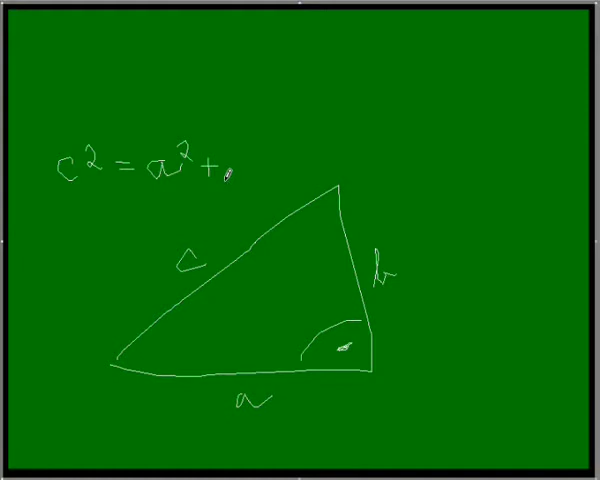 c² = a² +
c
b
a